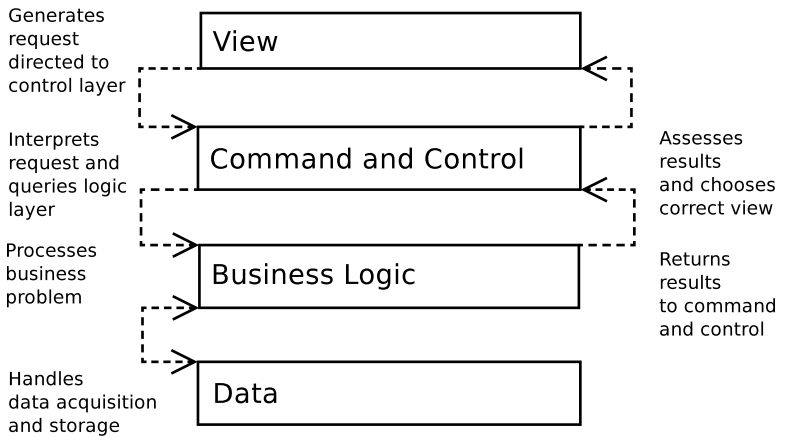 Generates
request
directed to
control layer
View
Interprets
request and
queries logic
layer
Command and Control
Assesses
results
and chooses
correct view
Processes
business
problem
Business Logic
Returns
results
to command
and control
Handles
data acquisition
and storage
Data